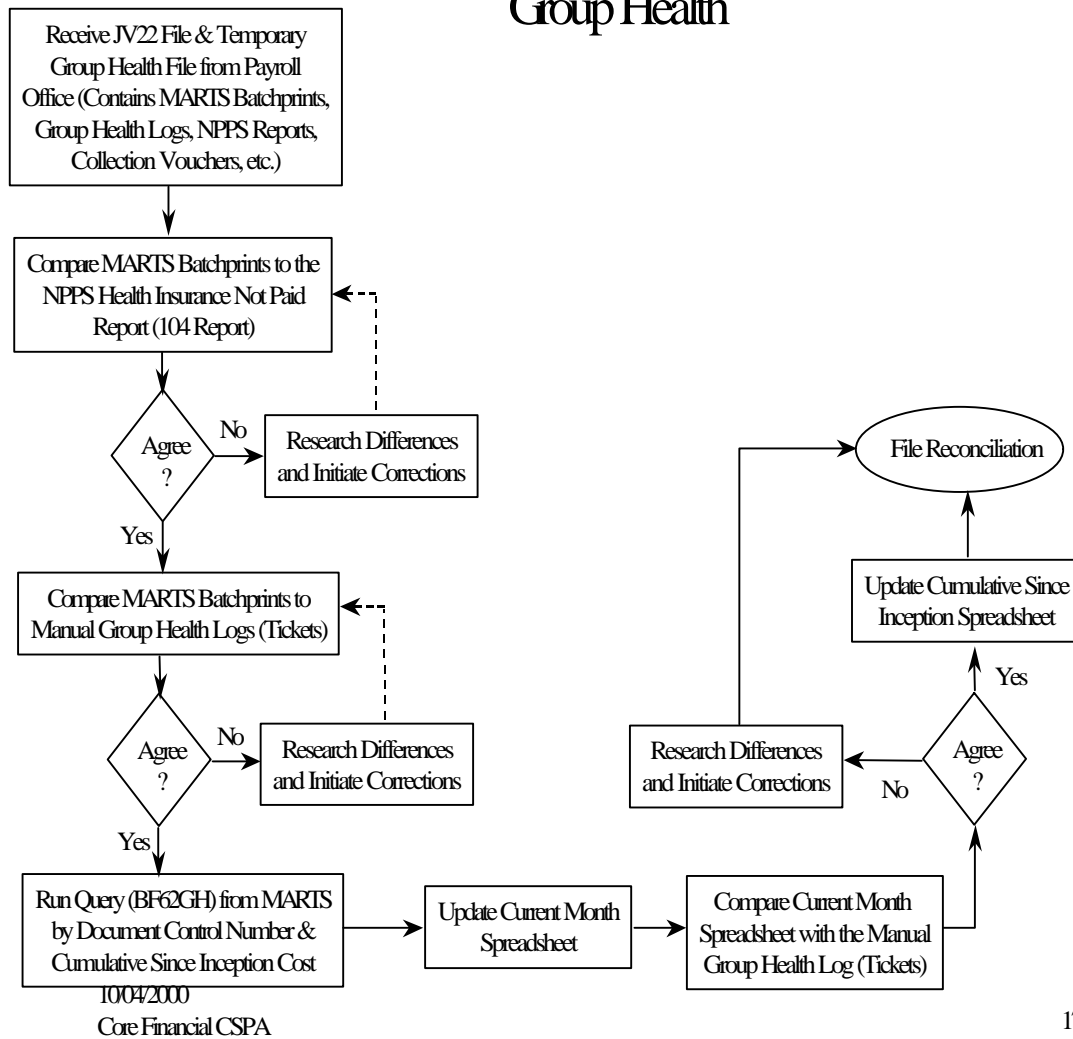 Group Health
Receive JV22 File & Temporary
Group Health File from Payroll
Office (Contains MARTS Batchprints,
Group Health Logs, NPPS Reports,
Collection Vouchers, etc.)
Compare MARTS Batchprints to the
NPPS Health Insurance Not Paid
Report (104 Report)
Agree
?
No
Research Differences
and Initiate Corrections
Yes
Compare MARTS Batchprints to
Manual Group Health Logs (Tickets)
Agree
?
No
Research Differences
and Initiate Corrections
Yes
Run Query (BF62GH) from MARTS
by Document Control Number &
Cumulative Since Inception Cost
Update Current Month
Spreadsheet
Compare Current Month
Spreadsheet with the Manual
Group Health Log (Tickets)
Agree
?
No
Research Differences
and Initiate Corrections
Yes
Update Cumulative Since
Inception Spreadsheet
File Reconciliation
10/04/2000
Core Financial CSPA